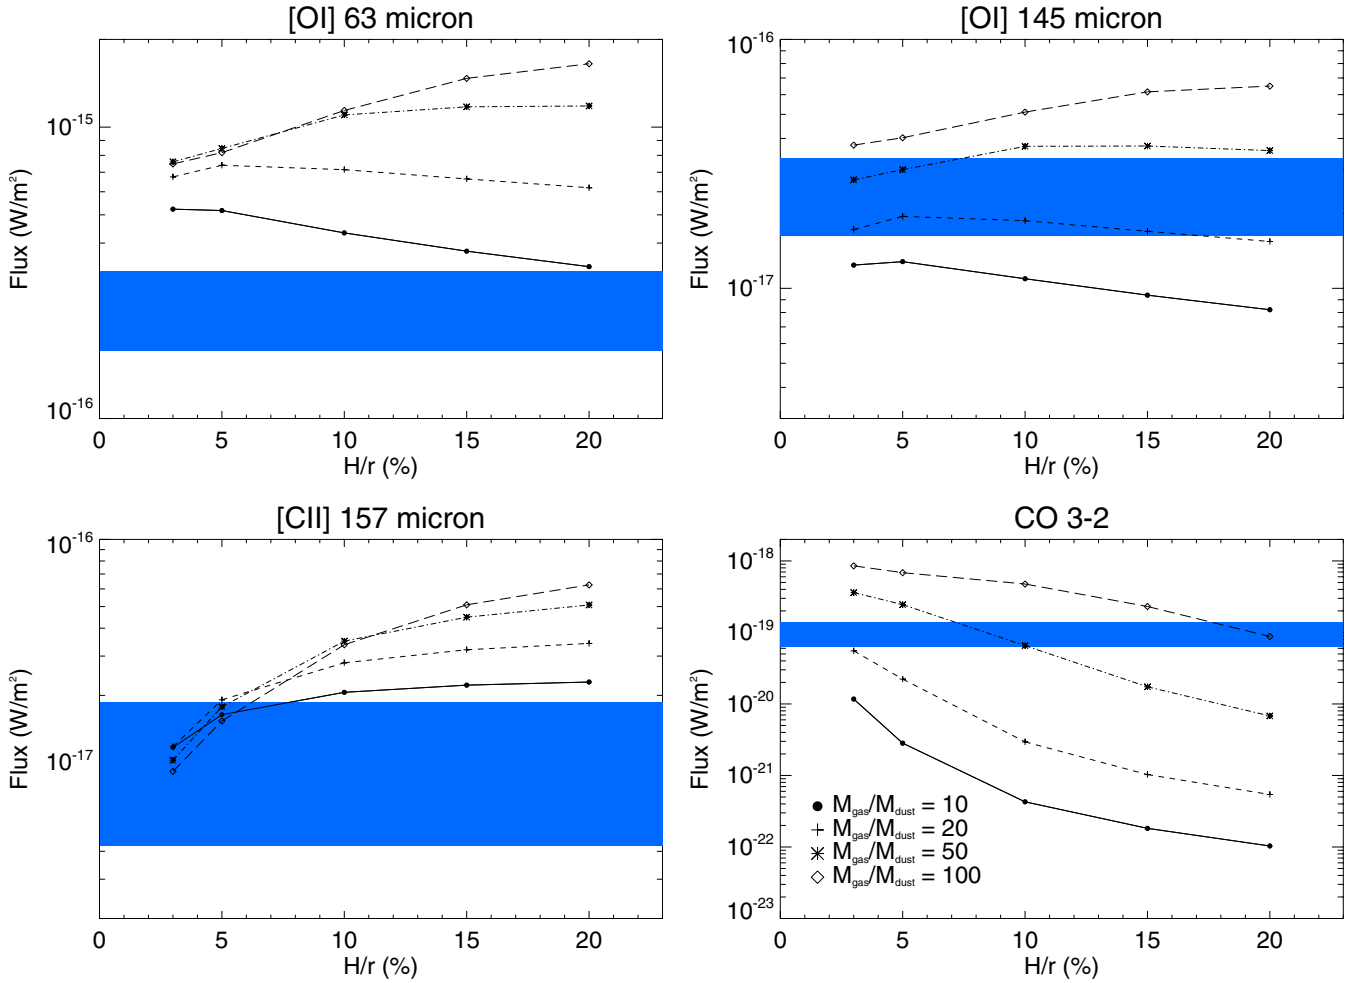 [OI] 63 micron
10⁻¹⁵
10⁻¹⁶
Flux (W/m²)
0 5 10 15 20
H/r (%)
[OI] 145 micron
10⁻¹⁶
10⁻¹⁷
Flux (W/m²)
0 5 10 15 20
H/r (%)
[CII] 157 micron
10⁻¹⁶
10⁻¹⁷
Flux (W/m²)
0 5 10 15 20
H/r (%)
CO 3-2
10⁻¹⁸
10⁻¹⁹
10⁻²⁰
10⁻²¹
10⁻²²
10⁻²³
Flux (W/m²)
M_gas/M_dust = 10
M_gas/M_dust = 20
M_gas/M_dust = 50
M_gas/M_dust = 100
0 5 10 15 20
H/r (%)